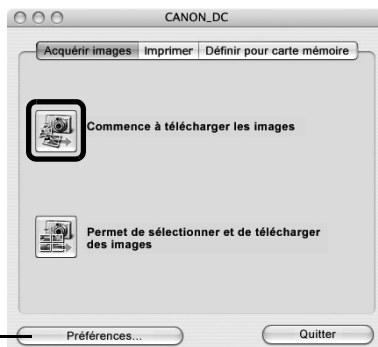 CANON_DC
Acquérir images Imprimer Définir pour carte mémoire
Commence à télécharger les images
Permet de sélectionner et de télécharger
des images
Préférences... Quitter